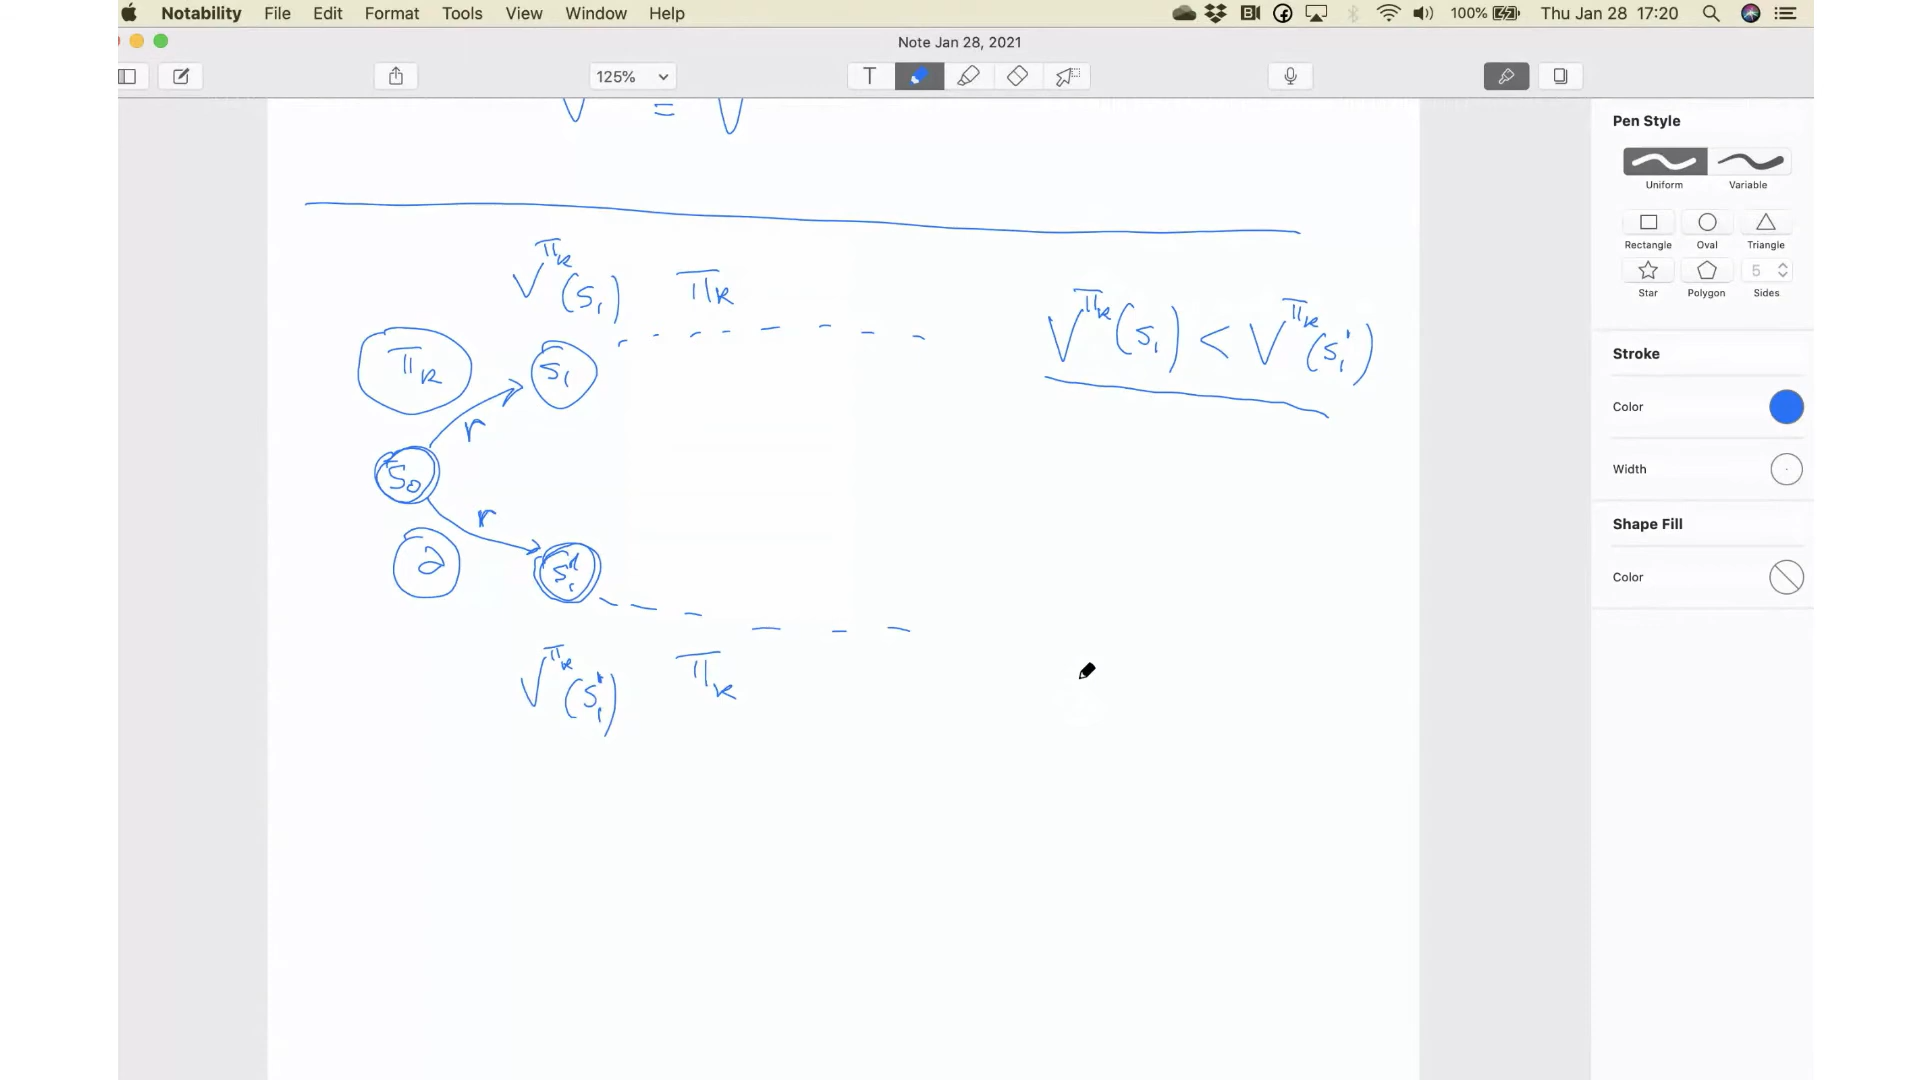 Notability File Edit Format Tools View Window Help 100% Thu Jan 28 17:20
Note Jan 28, 2021
125% T
V = V
Pen Style
Uniform Variable
Rectangle Oval Triangle
5
Star Polygon Sides
Stroke
Color
Width
Shape Fill
Color
V^πk (s₁) πk
V^πk (s₁) < V^πk (s₁')
πk s₁
r
s₀
r
a s₁'
V^πk (s₁') πk